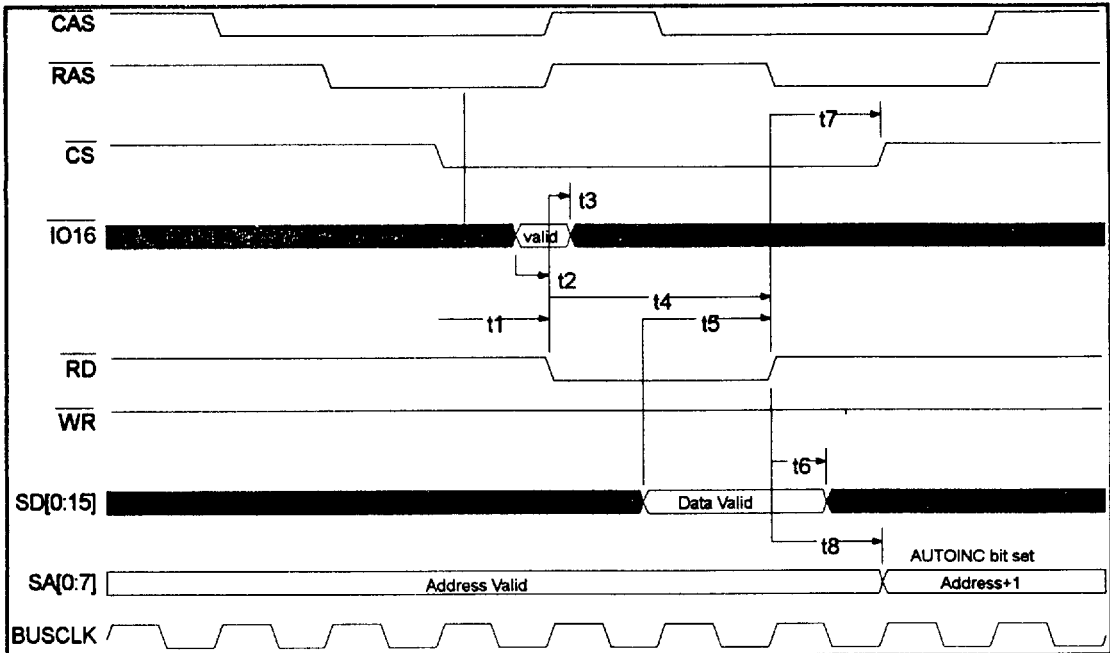 CAS
RAS
t7
CS
t3
IO16
valid
t2
t4
t1
t5
RD
WR
t6
SD[0:15]
Data Valid
t8
AUTOINC bit set
SA[0:7]
Address Valid
Address+1
BUSCLK